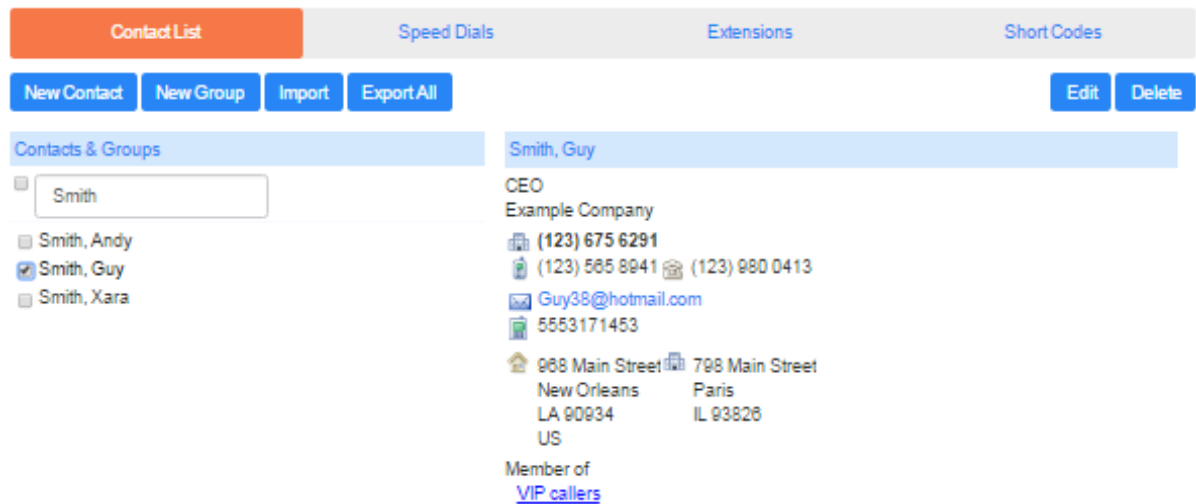 Contact List Speed Dials Extensions Short Codes
New Contact New Group Import Export All Edit Delete
Contacts & Groups
Smith
Smith, Andy
Smith, Guy
Smith, Xara
Smith, Guy
CEO
Example Company
(123) 675 6291
(123) 565 8941 (123) 980 0413
Guy38@hotmail.com
5553171453
968 Main Street
New Orleans
LA 90934
US
798 Main Street
Paris
IL 93826
Member of
VIP callers